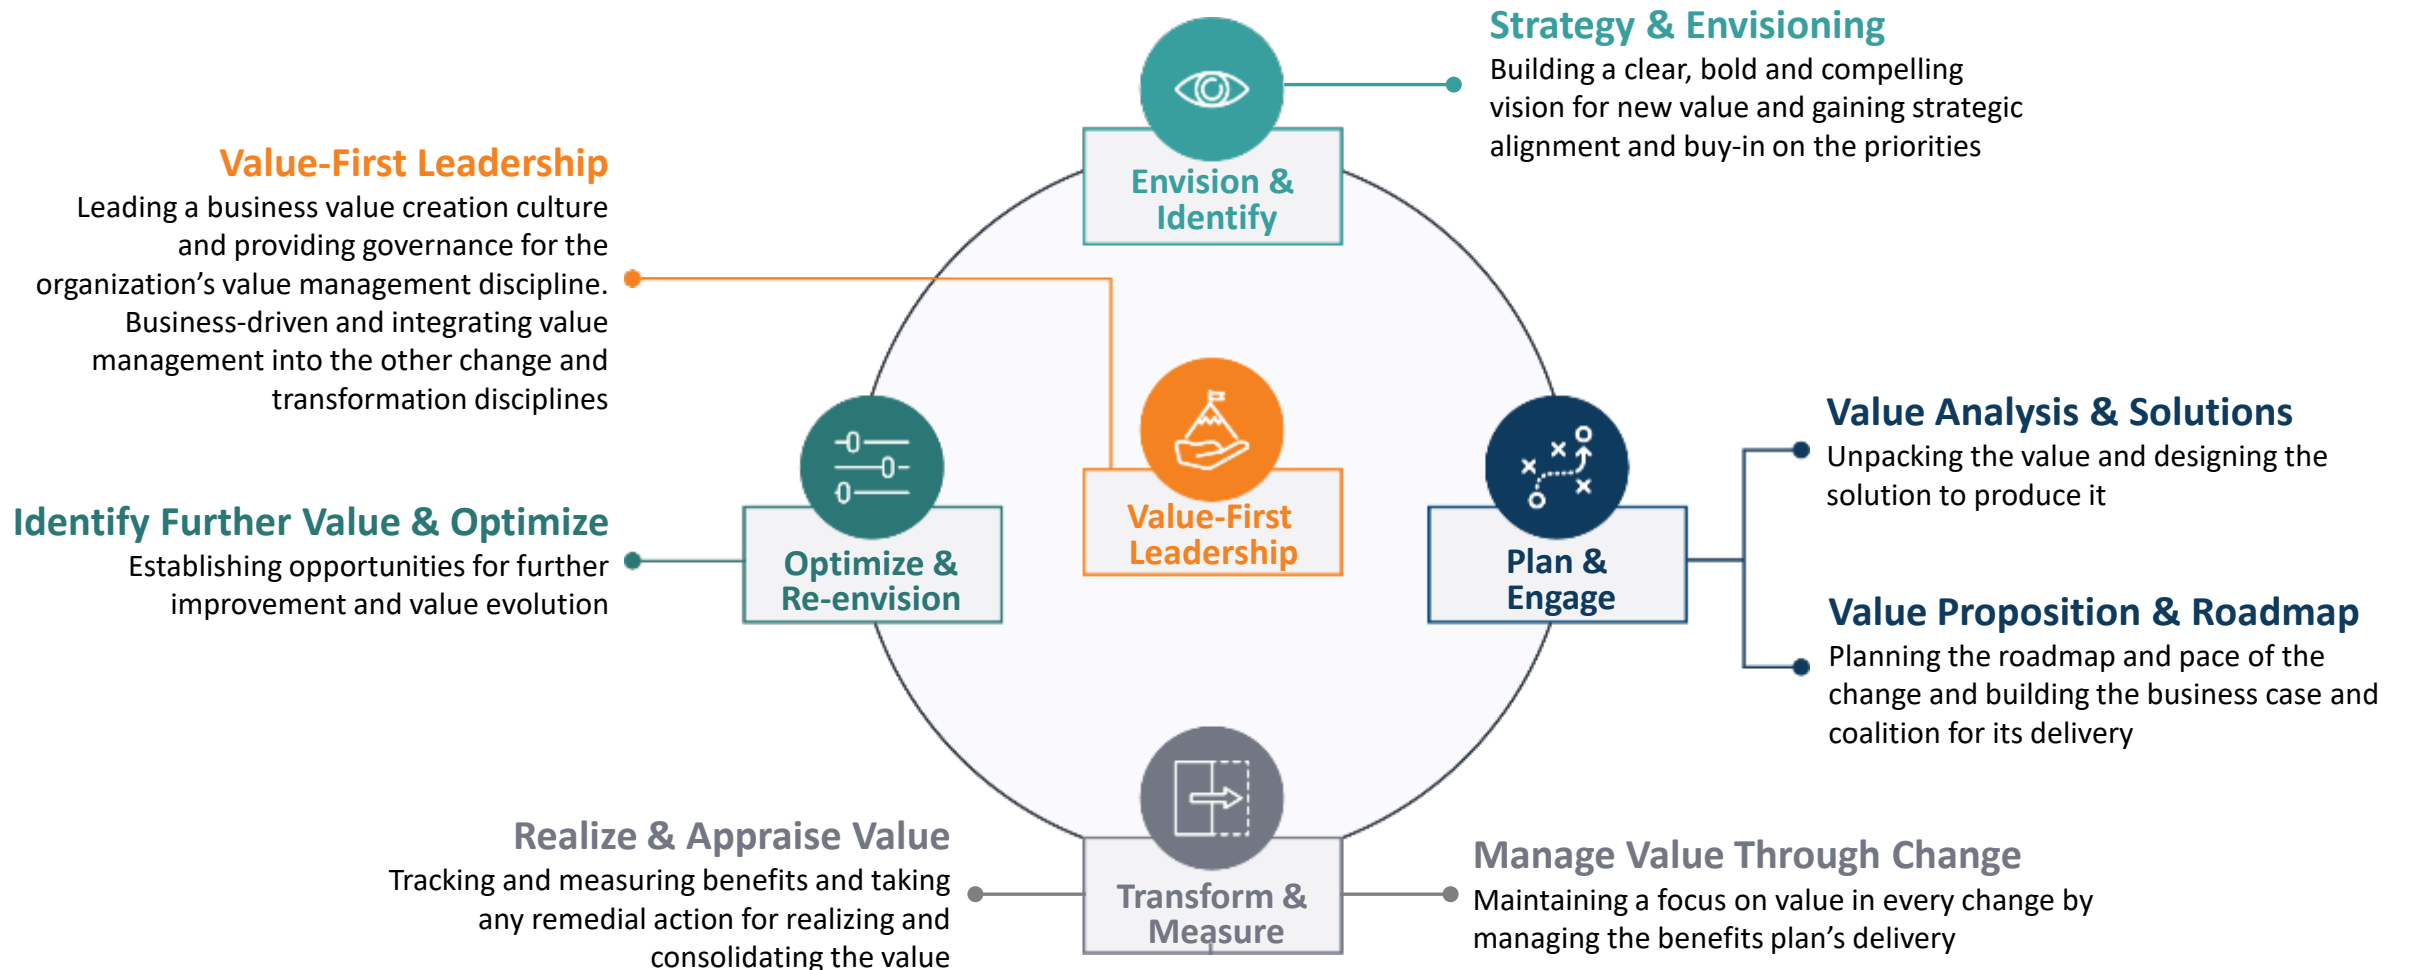 Strategy & Envisioning
Building a clear, bold and compelling
vision for new value and gaining strategic
alignment and buy-in on the priorities
Envision &
Identify
Value-First Leadership
Leading a business value creation culture
and providing governance for the
organization’s value management discipline.
Business-driven and integrating value
management into the other change and
transformation disciplines
Value-First
Leadership
Value Analysis & Solutions
Unpacking the value and designing the
solution to produce it
Plan &
Engage
Value Proposition & Roadmap
Planning the roadmap and pace of the
change and building the business case and
coalition for its delivery
Identify Further Value & Optimize
Establishing opportunities for further
improvement and value evolution
Optimize &
Re-envision
Realize & Appraise Value
Tracking and measuring benefits and taking
any remedial action for realizing and
consolidating the value
Transform &
Measure
Manage Value Through Change
Maintaining a focus on value in every change by
managing the benefits plan’s delivery